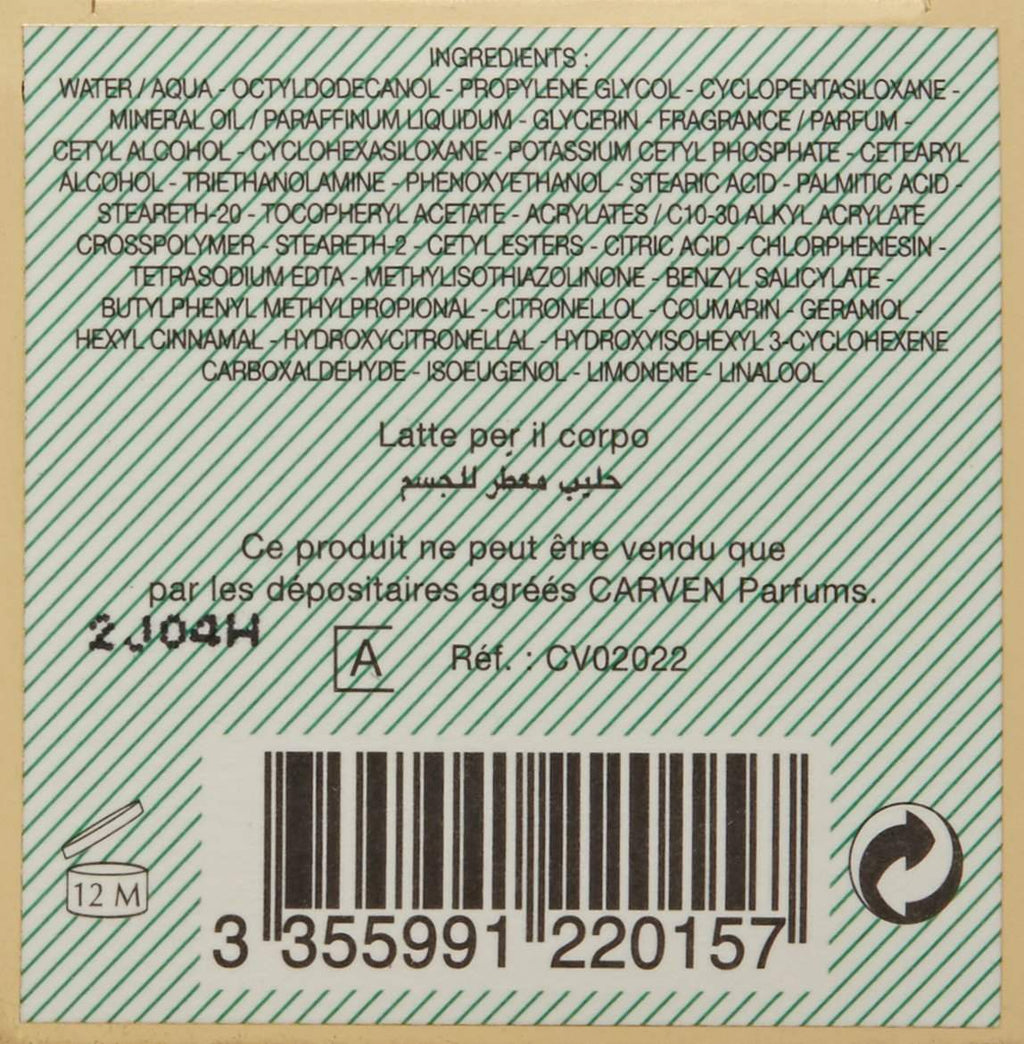 INGREDIENTS :
WATER / AQUA - OCTYLDODECANOL - PROPYLENE GLYCOL - CYCLOPENTASILOXANE -
MINERAL OIL / PARAFFINUM LIQUIDUM - GLYCERIN - FRAGRANCE / PARFUM -
CETYL ALCOHOL - CYCLOHEXASILOXANE - POTASSIUM CETYL PHOSPHATE - CETEARYL
ALCOHOL - TRIETHANOLAMINE - PHENOXYETHANOL - STEARIC ACID - PALMITIC ACID -
STEARETH-20 - TOCOPHERYL ACETATE - ACRYLATES / C10-30 ALKYL ACRYLATE
CROSSPOLYMER - STEARETH-2 - CETYL ESTERS - CITRIC ACID - CHLORPHENESIN -
TETRASODIUM EDTA - METHYLISOTHIAZOLINONE - BENZYL SALICYLATE -
BUTYLPHENYL METHYLPROPIONAL - CITRONELLOL - COUMARIN - GERANIOL -
HEXYL CINNAMAL - HYDROXYCITRONELLAL - HYDROXYISOHEXYL 3-CYCLOHEXENE
CARBOXALDEHYDE - ISOEUGENOL - LIMONENE - LINALOOL
Latte per il corpo
حليب معطر للجسم
Ce produit ne peut être vendu que
par les dépositaires agréés CARVEN Parfums.
2J04H
A Réf. : CV02022
12 M
3 355991 220157